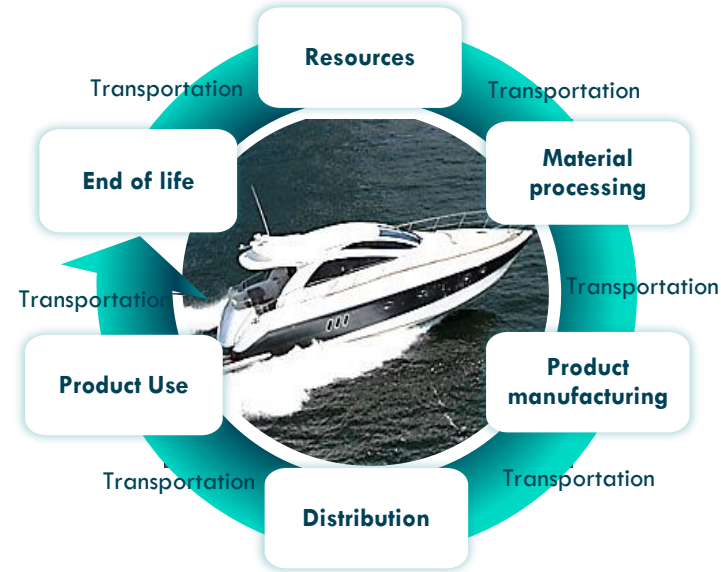 Resources
Transportation
Transportation
Material
processing
End of life
Transportation
Transportation
Product
manufacturing
Product Use
Transportation
Transportation
Distribution